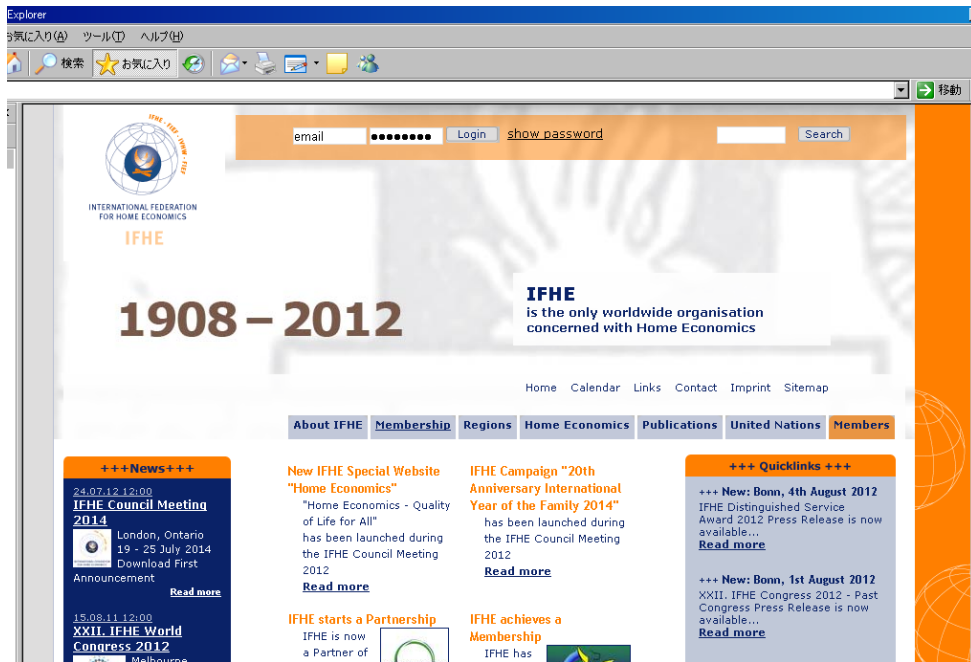 Explorer
お気に入り(A) ツール(T) ヘルプ(H)
検索 お気に入り
移動
IFHE - FIEF - IVHW - FIEF
INTERNATIONAL FEDERATION
FOR HOME ECONOMICS
IFHE
email ●●●●●●●● Login show password Search
1908 – 2012
IFHE
is the only worldwide organisation
concerned with Home Economics
Home Calendar Links Contact Imprint Sitemap
About IFHE Membership Regions Home Economics Publications United Nations Members
+++News+++
24.07.12 12:00
IFHE Council Meeting
2014
London, Ontario
19 - 25 July 2014
Download First
Announcement
Read more
15.08.11 12:00
XXII. IFHE World
Congress 2012
Melbourne
New IFHE Special Website
"Home Economics"
"Home Economics - Quality
of Life for All"
has been launched during
the IFHE Council Meeting
2012
Read more
IFHE starts a Partnership
IFHE is now
a Partner of
IFHE Campaign "20th
Anniversary International
Year of the Family 2014"
has been launched during
the IFHE Council Meeting
2012
Read more
IFHE achieves a
Membership
IFHE has
+++ Quicklinks +++
+++ New: Bonn, 4th August 2012
IFHE Distinguished Service
Award 2012 Press Release is now
available...
Read more
+++ New: Bonn, 1st August 2012
XXII. IFHE Congress 2012 - Past
Congress Press Release is now
available...
Read more